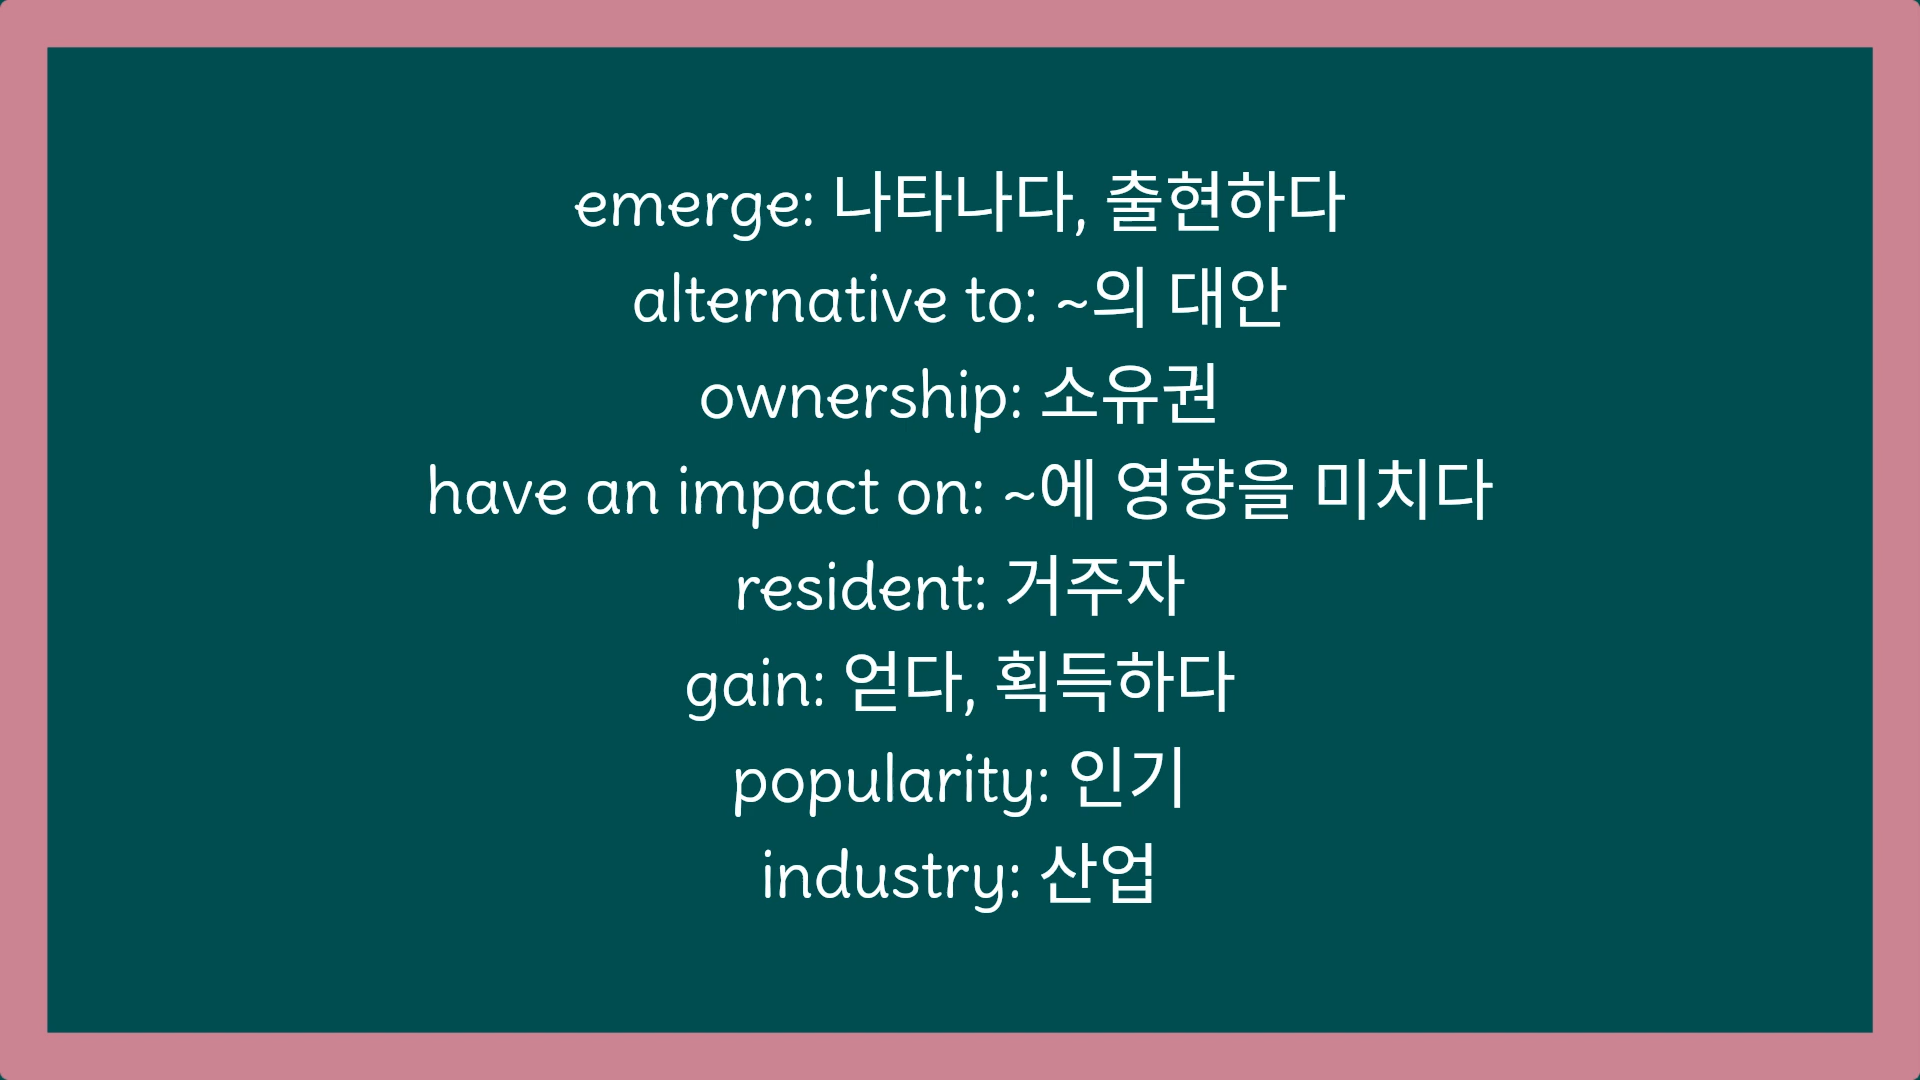 emerge: 나타나다, 출현하다
alternative to: ~의 대안
ownership: 소유권
have an impact on: ~에 영향을 미치다
resident: 거주자
gain: 얻다, 획득하다
popularity: 인기
industry: 산업